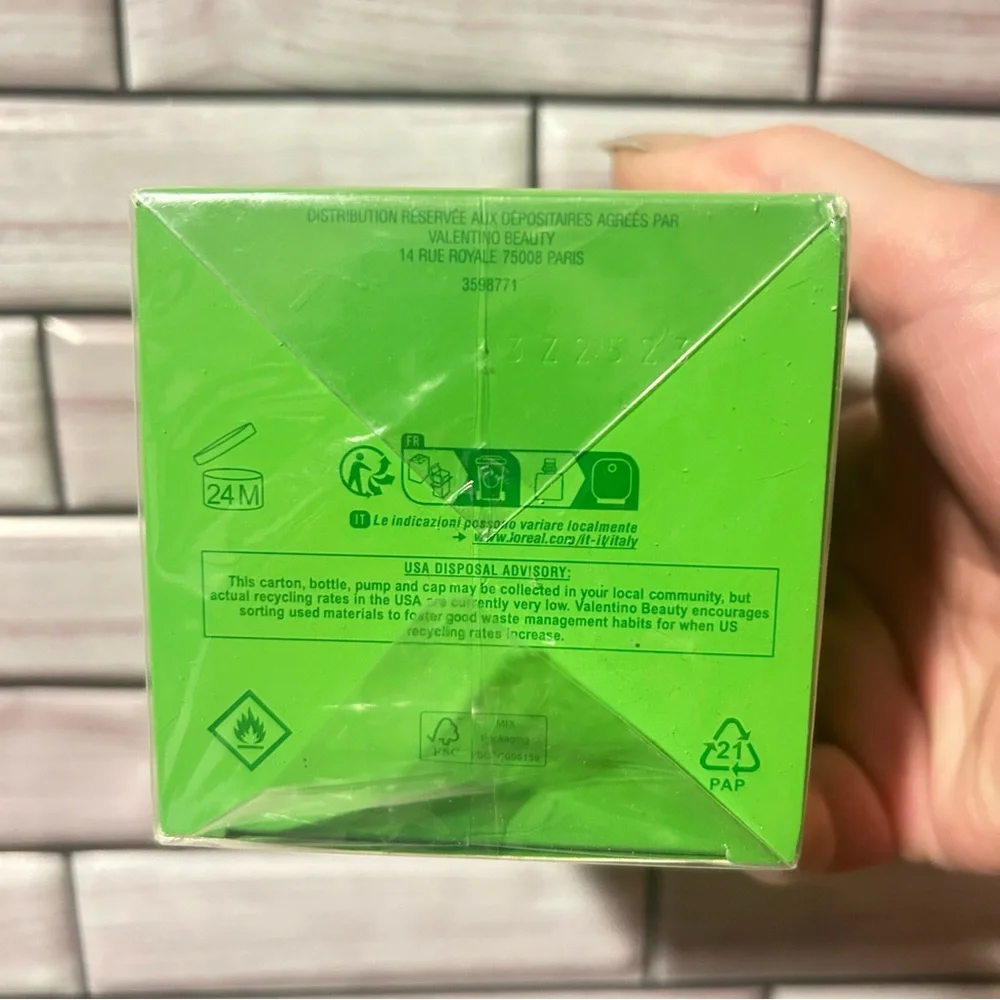 DISTRIBUTION RÉSERVÉE AUX DÉPOSITAIRES AGRÉÉS PAR
VALENTINO BEAUTY
14 RUE ROYALE 75008 PARIS
3598771
FR
24M
IT Le indicazioni possono variare localmente
→ www.loreal.com/it-it/italy
USA DISPOSAL ADVISORY:
This carton, bottle, pump and cap may be collected in your local community, but
actual recycling rates in the USA are currently very low. Valentino Beauty encourages
sorting used materials to foster good waste management habits for when US
recycling rates increase.
FSC
MIX
Packaging
21
PAP